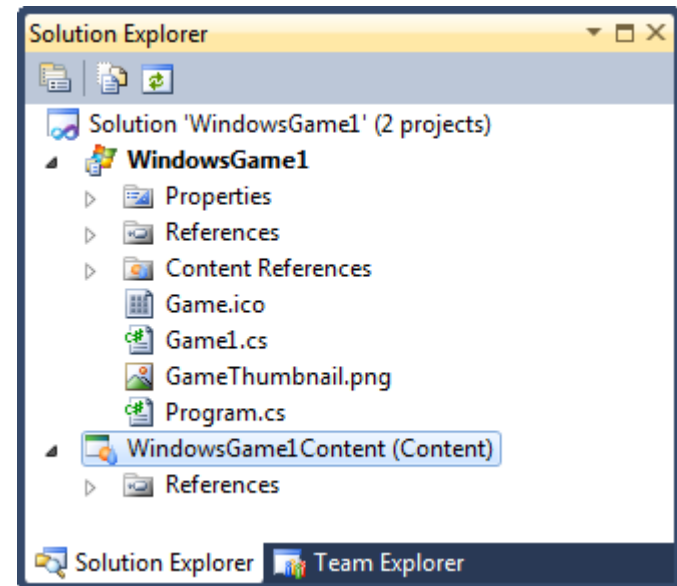 Solution Explorer
Solution 'WindowsGame1' (2 projects)
WindowsGame1
Properties
References
Content References
Game.ico
Game1.cs
GameThumbnail.png
Program.cs
WindowsGame1Content (Content)
References
Solution Explorer Team Explorer